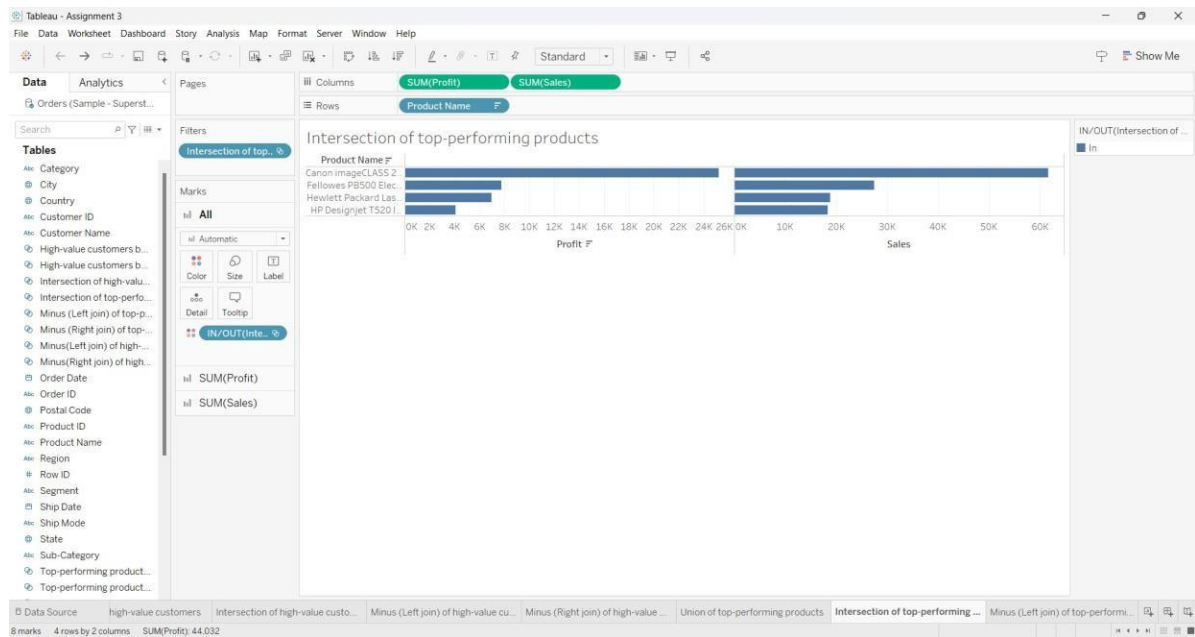 Tableau - Assignment 3
File Data Worksheet Dashboard Story Analysis Map Format Server Window Help
Standard
Show Me
Data Analytics
Orders (Sample - Superst...
Search
Tables
Category
City
Country
Customer ID
Customer Name
High-value customers b...
High-value customers b...
Intersection of high-valu...
Intersection of top-perfo...
Minus (Left join) of top-p...
Minus (Right join) of top-...
Minus(Left join) of high-...
Minus(Right join) of high...
Order Date
Order ID
Postal Code
Product ID
Product Name
Region
Row ID
Segment
Ship Date
Ship Mode
State
Sub-Category
Top-performing product...
Top-performing product...
Pages
Filters
Intersection of top..
Marks
All
Automatic
Color Size Label
Detail Tooltip
IN/OUT(Inte..
SUM(Profit)
SUM(Sales)
Columns SUM(Profit) SUM(Sales)
Rows Product Name
Intersection of top-performing products
Product Name
Canon imageCLASS 2..
Fellowes PB500 Elec..
Hewlett Packard Las..
HP Designjet T520 I..
0K 2K 4K 6K 8K 10K 12K 14K 16K 18K 20K 22K 24K 26K 0K 10K 20K 30K 40K 50K 60K
Profit Sales
IN/OUT(Intersection of ...
In
Data Source high-value customers Intersection of high-value custo... Minus (Left join) of high-value cu... Minus (Right join) of high-value ... Union of top-performing products Intersection of top-performing ... Minus (Left join) of top-performi...
8 marks 4 rows by 2 columns SUM(Profit): 44,032